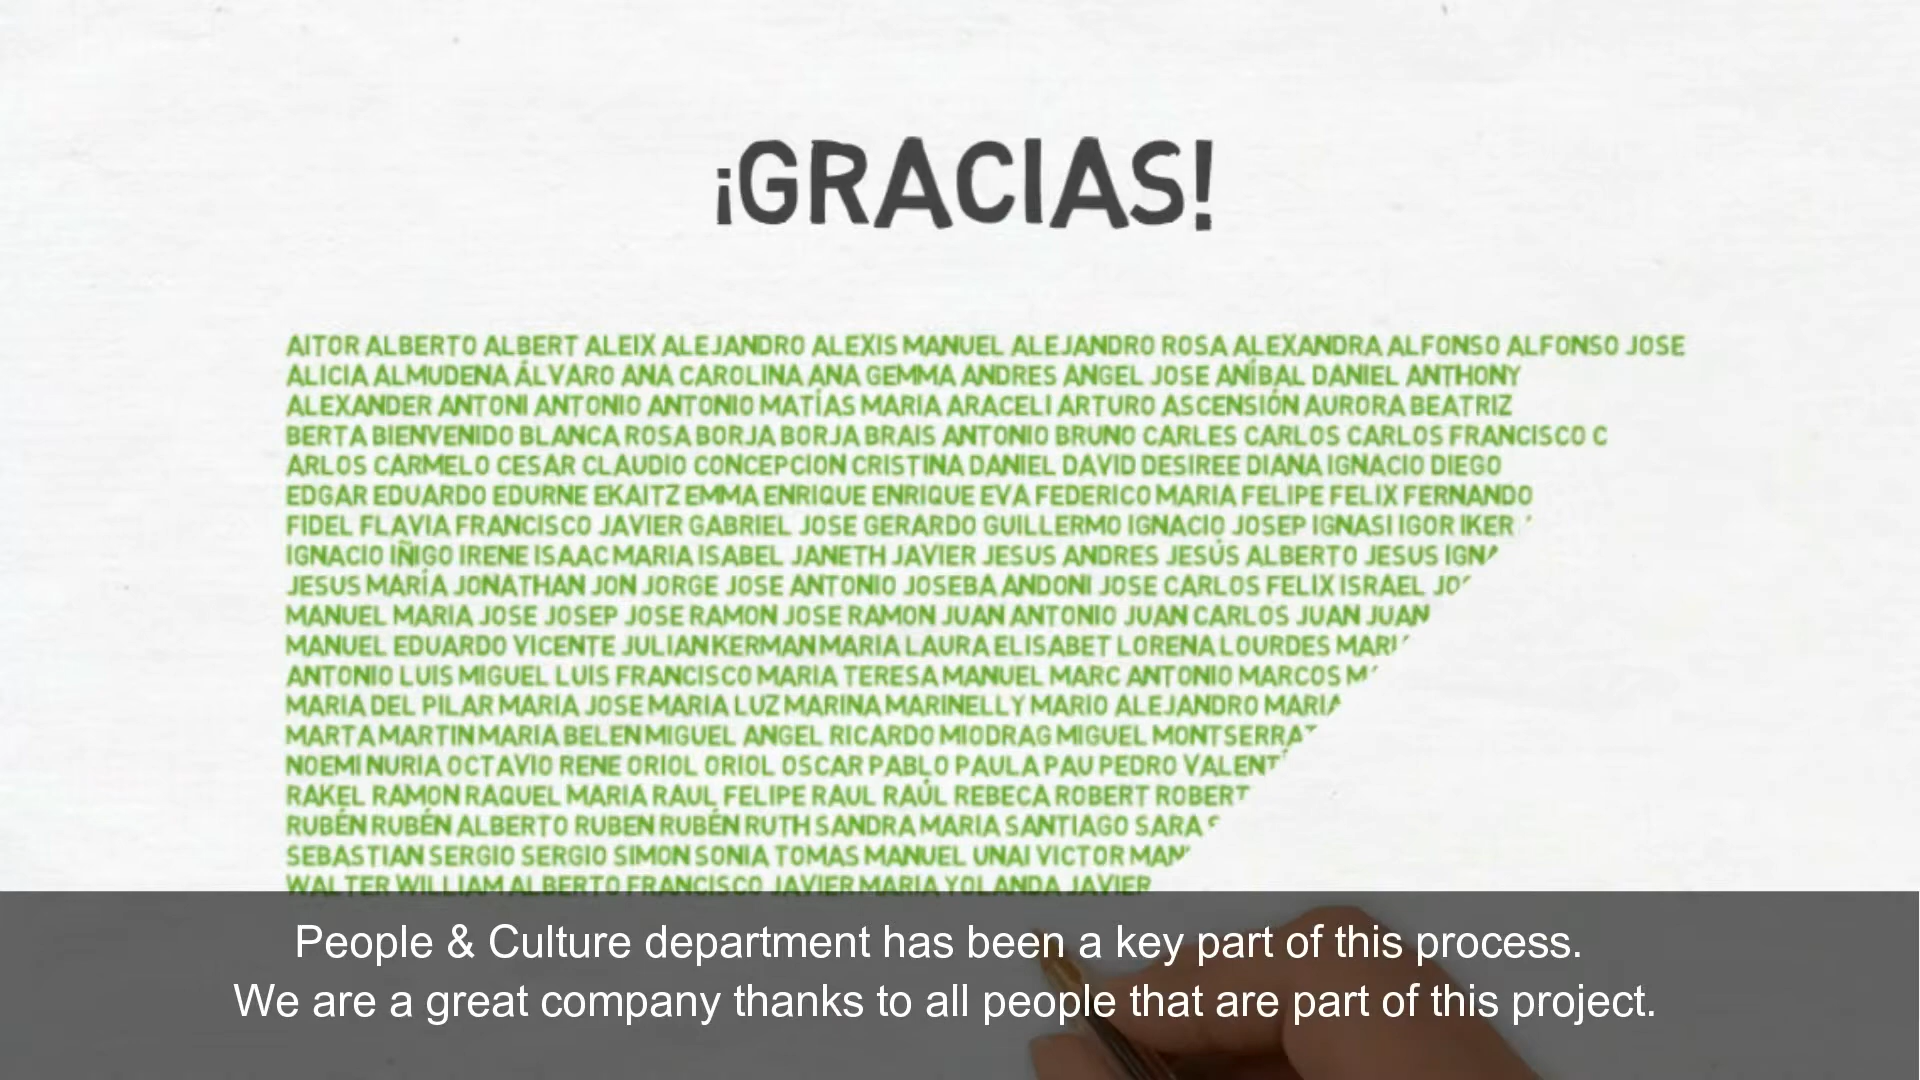 ¡GRACIAS!
AITOR ALBERTO ALBERT ALEIX ALEJANDRO ALEXIS MANUEL ALEJANDRO ROSA ALEXANDRA ALFONSO ALFONSO JOSE
ALICIA ALMUDENA ÁLVARO ANA CAROLINA ANA GEMMA ANDRES ANGEL JOSE ANÍBAL DANIEL ANTHONY
ALEXANDER ANTONI ANTONIO ANTONIO MATÍAS MARIA ARACELI ARTURO ASCENSIÓN AURORA BEATRIZ
BERTA BIENVENIDO BLANCA ROSA BORJA BORJA BRAIS ANTONIO BRUNO CARLES CARLOS CARLOS FRANCISCO C
ARLOS CARMELO CESAR CLAUDIO CONCEPCION CRISTINA DANIEL DAVID DESIREE DIANA IGNACIO DIEGO
EDGAR EDUARDO EDURNE EKAITZ EMMA ENRIQUE ENRIQUE EVA FEDERICO MARIA FELIPE FELIX FERNANDO
FIDEL FLAVIA FRANCISCO JAVIER GABRIEL JOSE GERARDO GUILLERMO IGNACIO JOSEP IGNASI IGOR IKER
IGNACIO IÑIGO IRENE ISAAC MARIA ISABEL JANETH JAVIER JESUS ANDRES JESÚS ALBERTO JESUS
JESUS MARÍA JONATHAN JON JORGE JOSE ANTONIO JOSEBA ANDONI JOSE CARLOS FELIX ISRAEL
MANUEL MARIA JOSE JOSEP JOSE RAMON JOSE RAMON JUAN ANTONIO JUAN CARLOS JUAN JUAN
MANUEL EDUARDO VICENTE JULIAN KERMAN MARIA LAURA ELISABET LORENA LOURDES
ANTONIO LUIS MIGUEL LUIS FRANCISCO MARIA TERESA MANUEL MARC ANTONIO MARCOS
MARIA DEL PILAR MARIA JOSE MARIA LUZ MARINA MARINELLY MARIO ALEJANDRO MARIA
MARTA MARTIN MARIA BELEN MIGUEL ANGEL RICARDO MIODRAG MIGUEL MONTSERRAT
NOEMI NURIA OCTAVIO RENE ORIOL ORIOL OSCAR PABLO PAULA PAU PEDRO
RAKEL RAMON RAQUEL MARIA RAUL FELIPE RAUL RAÚL REBECA ROBERT
RUBÉN RUBÉN ALBERTO RUBEN RUBÉN RUTH SANDRA MARIA SANTIAGO SARA
SEBASTIAN SERGIO SERGIO SIMON SONIA TOMAS MANUEL UNAI VICTOR
WALTER WILLIAM ALBERTO FRANCISCO JAVIER MARIA YOLANDA JAVIER
People & Culture department has been a key part of this process.
We are a great company thanks to all people that are part of this project.